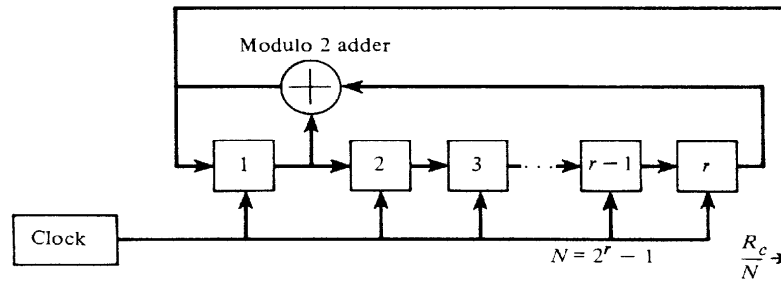 Modulo 2 adder
1 2 3 ... r-1 r
Clock
N = 2^r - 1
R_c/N